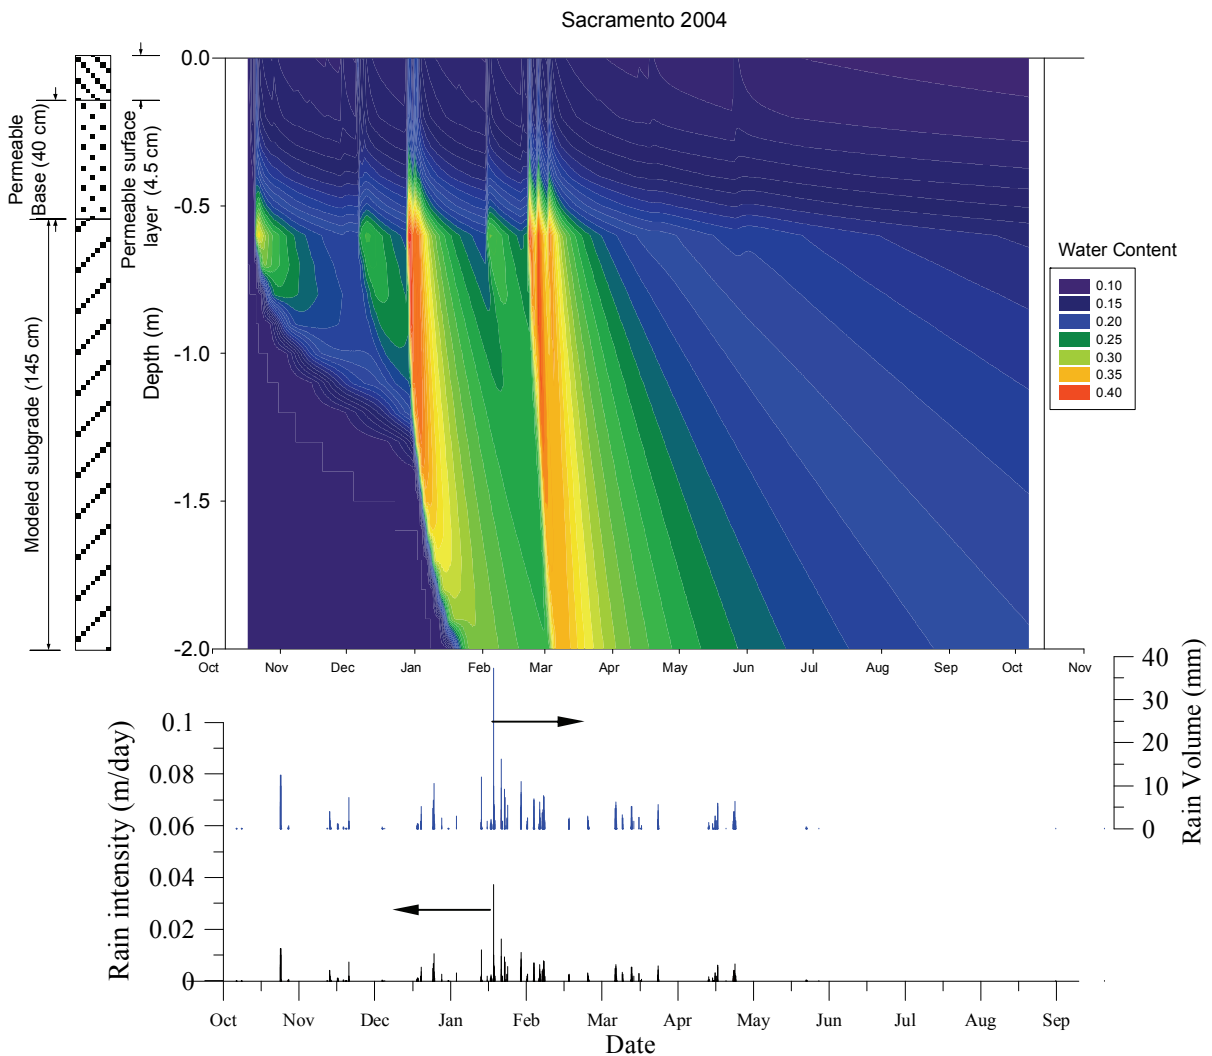 Sacramento 2004
Permeable
Base (40 cm)
Modeled subgrade (145 cm)
Permeable surface
layer (4.5 cm)
Depth (m)
0.0
-0.5
-1.0
-1.5
-2.0
Oct Nov Dec Jan Feb Mar Apr May Jun Jul Aug Sep Oct Nov
Water Content
0.10
0.15
0.20
0.25
0.30
0.35
0.40
Rain intensity (m/day)
0.1
0.08
0.06
0.04
0.02
0
Rain Volume (mm)
40
30
20
10
0
Oct Nov Dec Jan Feb Mar Apr May Jun Jul Aug Sep
Date